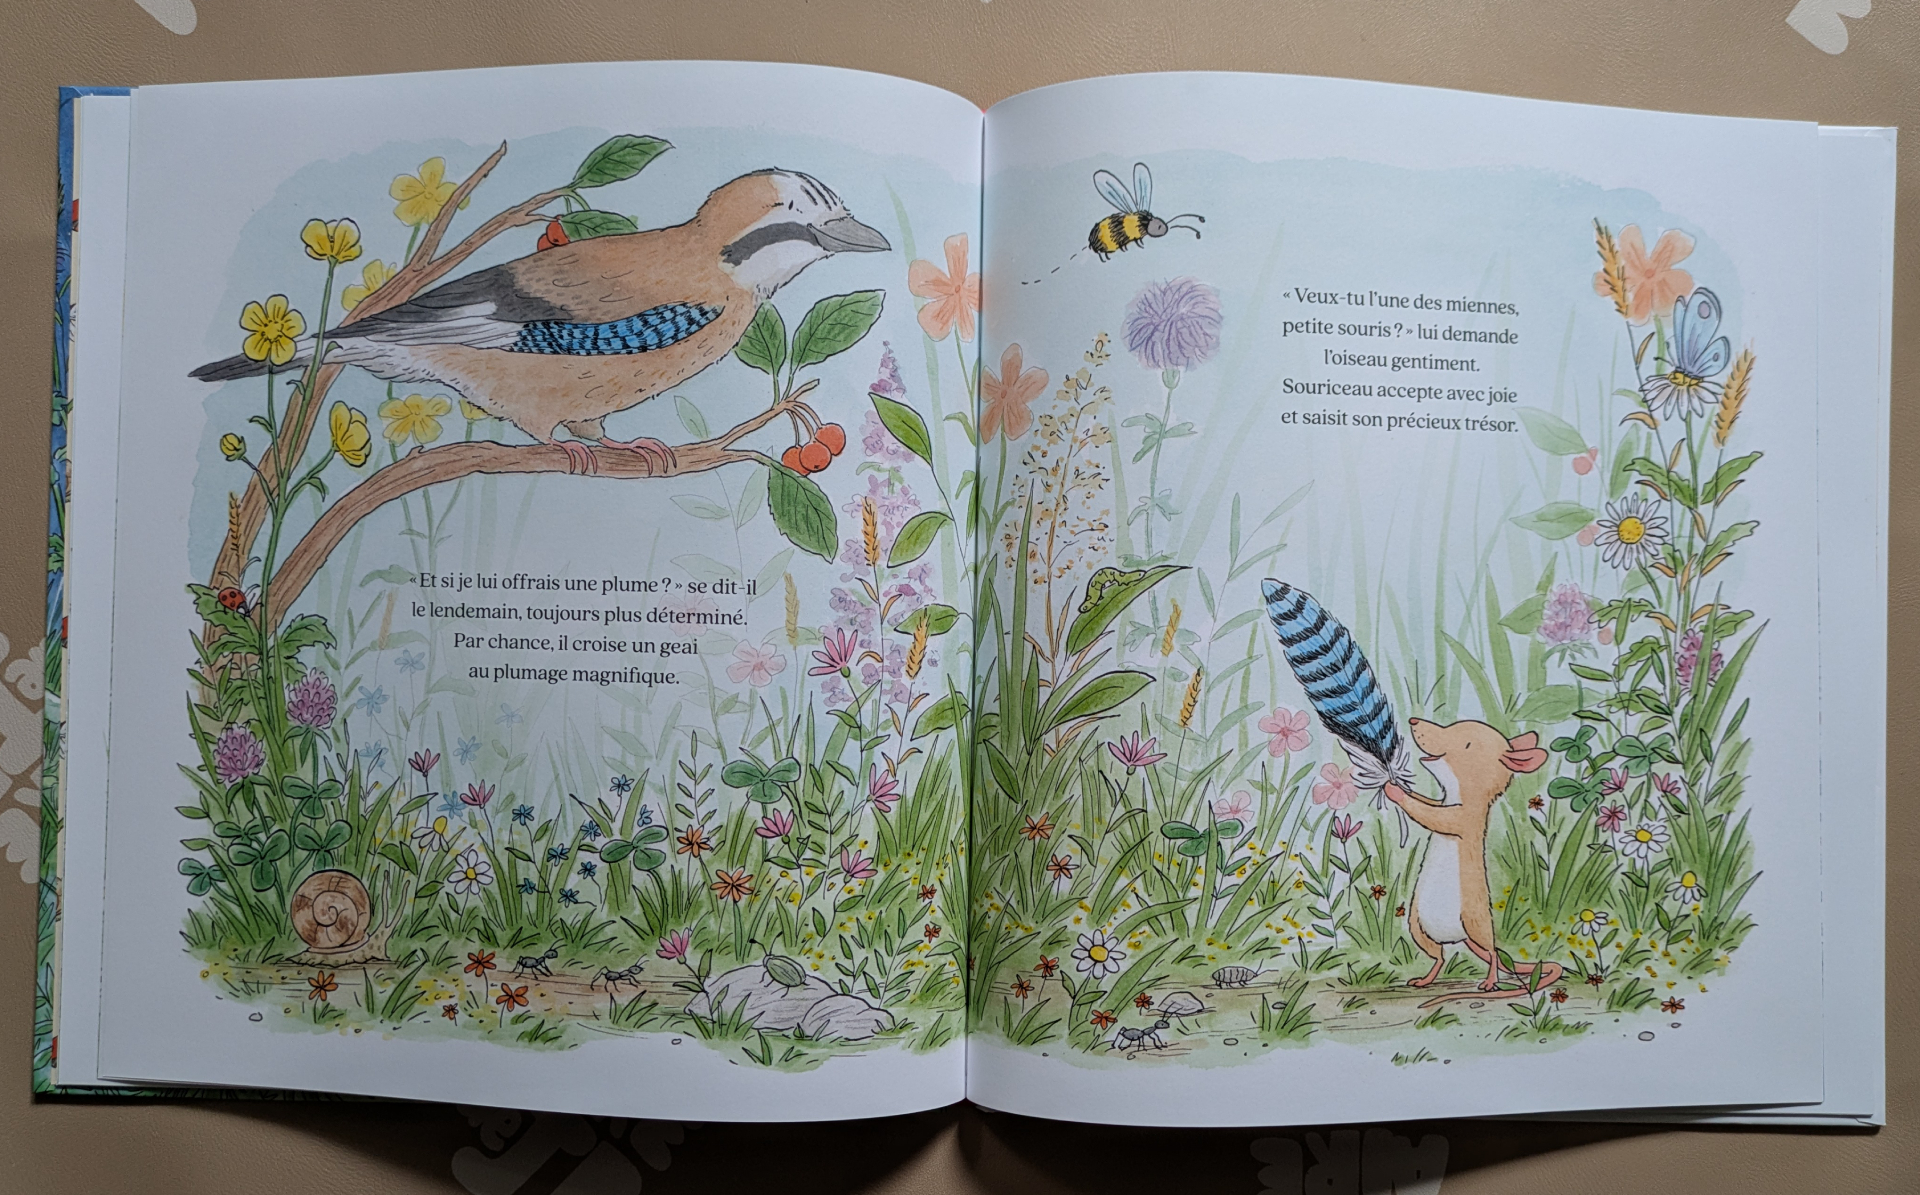 « Et si je lui offrais une plume ? » se dit-il
le lendemain, toujours plus déterminé.
Par chance, il croise un geai
au plumage magnifique.
« Veux-tu l'une des miennes,
petite souris ? » lui demande
l'oiseau gentiment.
Souriceau accepte avec joie
et saisit son précieux trésor.